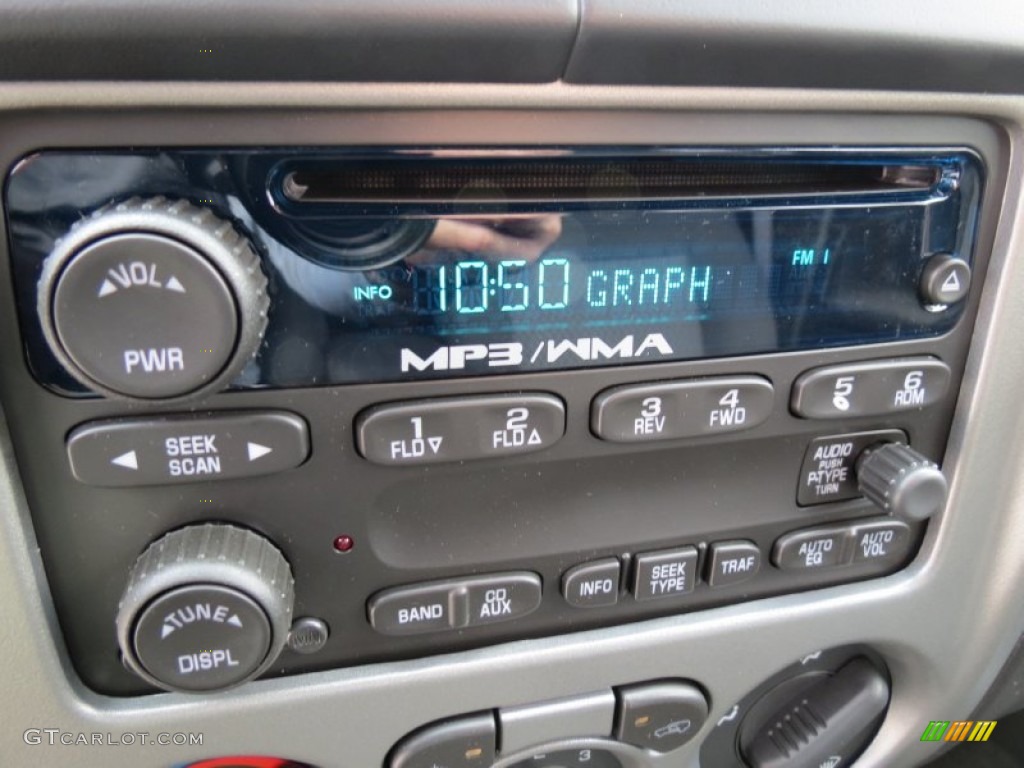 VOL
PWR
INFO 10:50 GRAPH FM 1
MP3/WMA
SEEK
SCAN
1
FLD
2
FLD
3
REV
4
FWD
5
6
RDM
AUDIO
PUSH
P-TYPE
TURN
TUNE
DISPL
BAND
CD
AUX
INFO
SEEK
TYPE
TRAF
AUTO
EQ
AUTO
VOL
3
GTCARLOT.COM